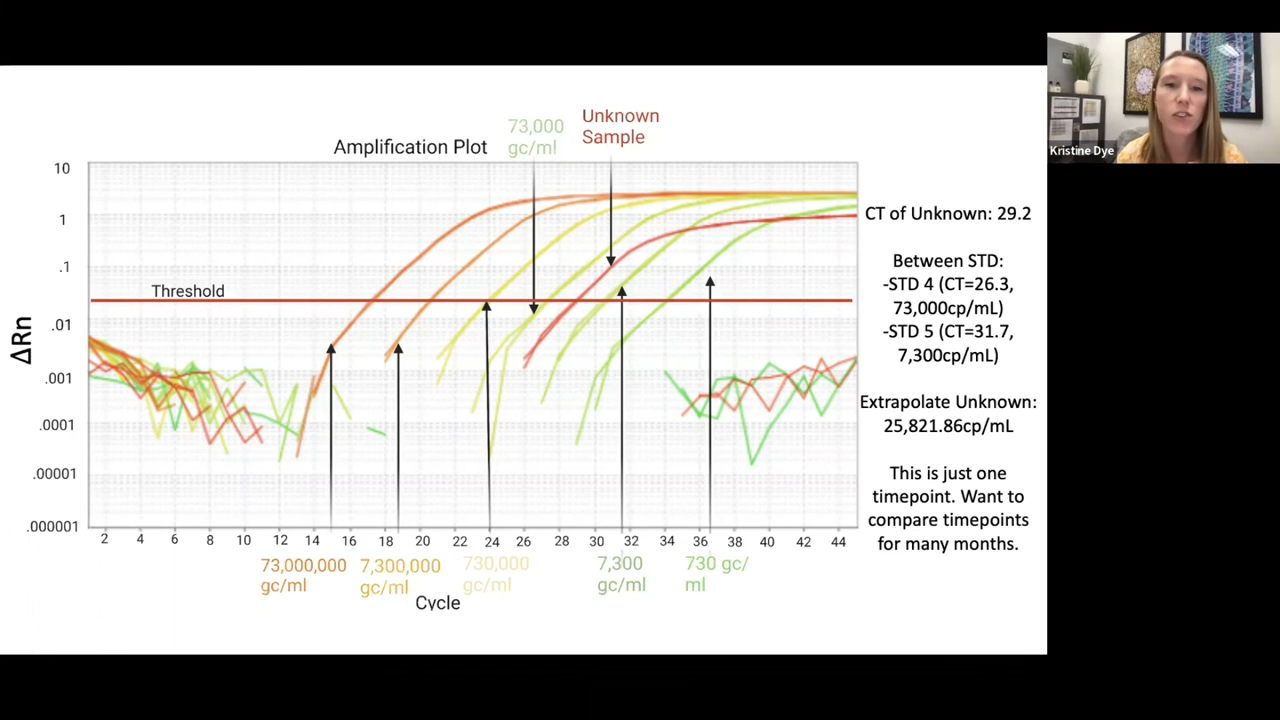 Kristine Dye
73,000
gc/ml
Unknown
Sample
Amplification Plot
10
1
.1
.01
.001
.0001
.00001
.000001
ΔRn
Threshold
2 4 6 8 10 12 14 16 18 20 22 24 26 28 30 32 34 36 38 40 42 44
73,000,000
gc/ml
7,300,000
gc/ml
730,000
gc/ml
7,300
gc/ml
730 gc/
ml
Cycle
CT of Unknown: 29.2
Between STD:
-STD 4 (CT=26.3,
73,000cp/mL)
-STD 5 (CT=31.7,
7,300cp/mL)
Extrapolate Unknown:
25,821.86cp/mL
This is just one
timepoint. Want to
compare timepoints
for many months.